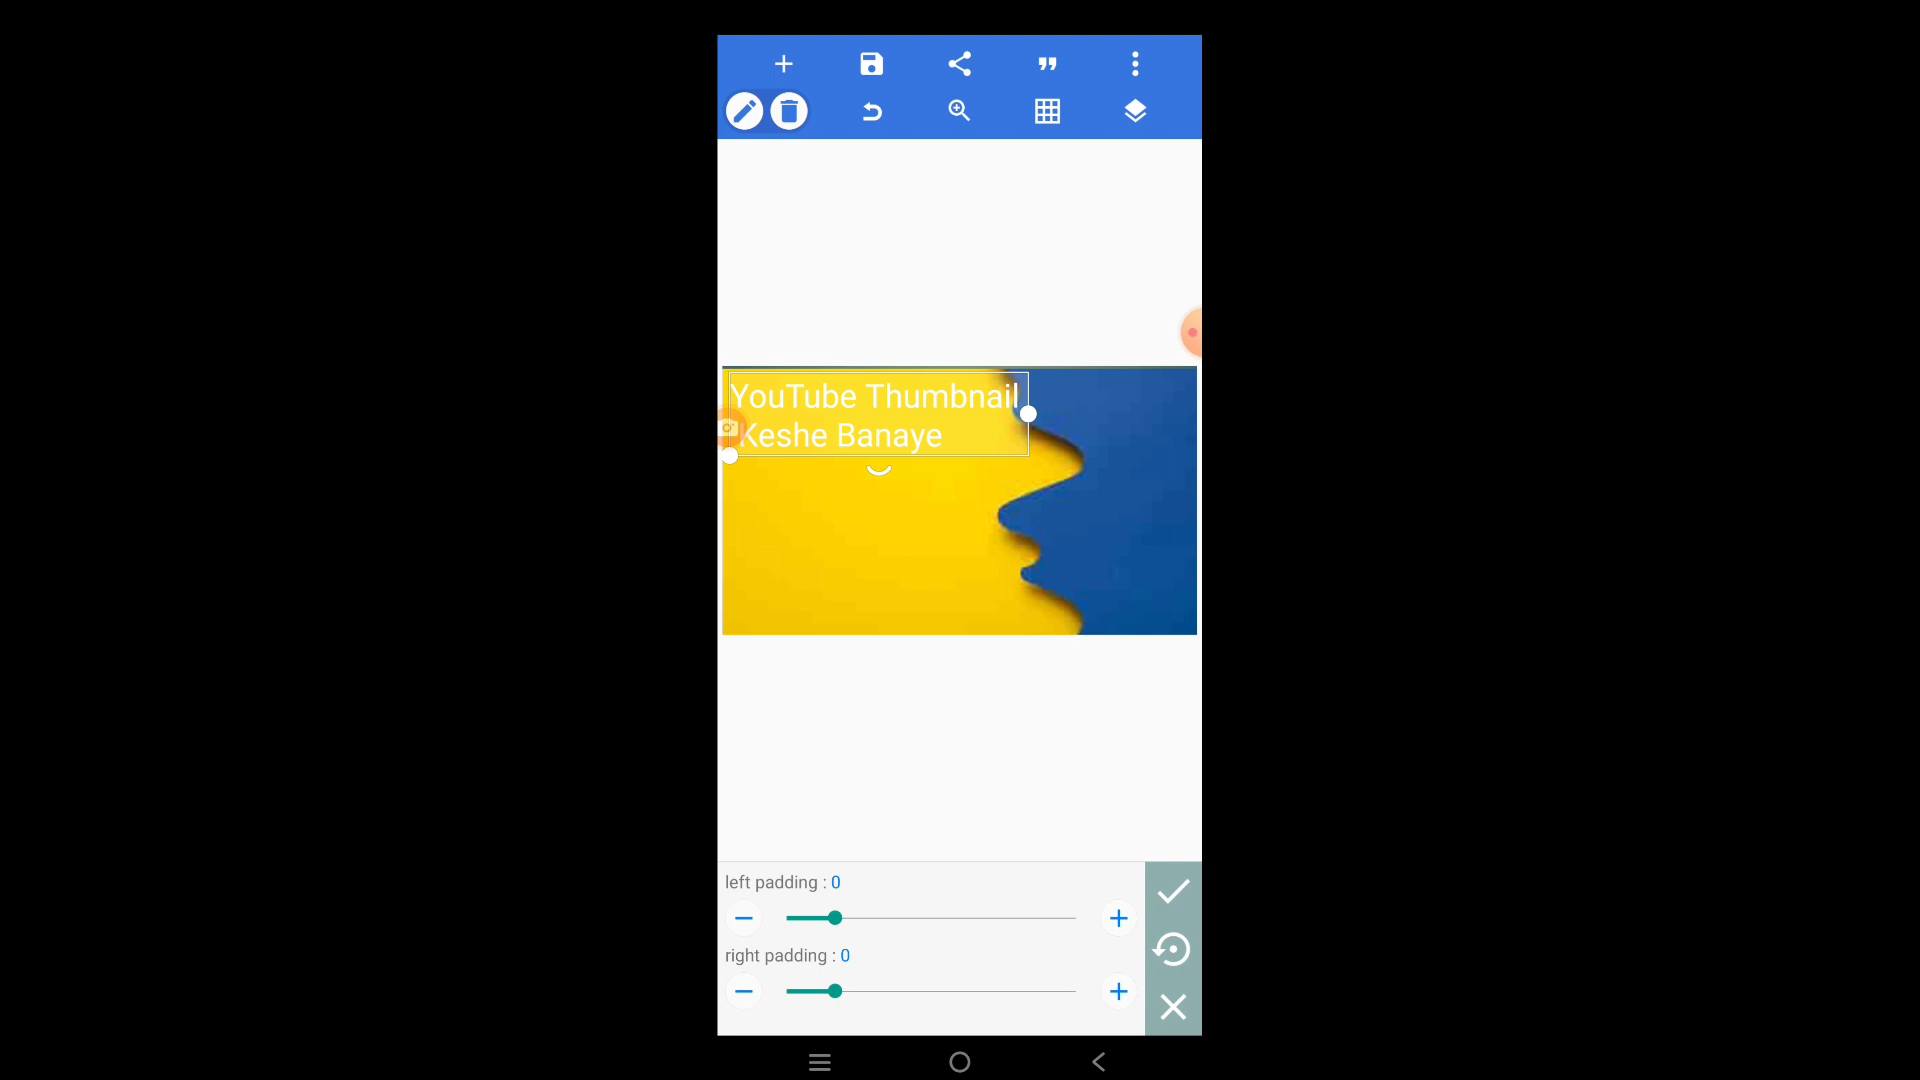 YouTube Thumbnail
Keshe Banaye
left padding : 0
right padding : 0